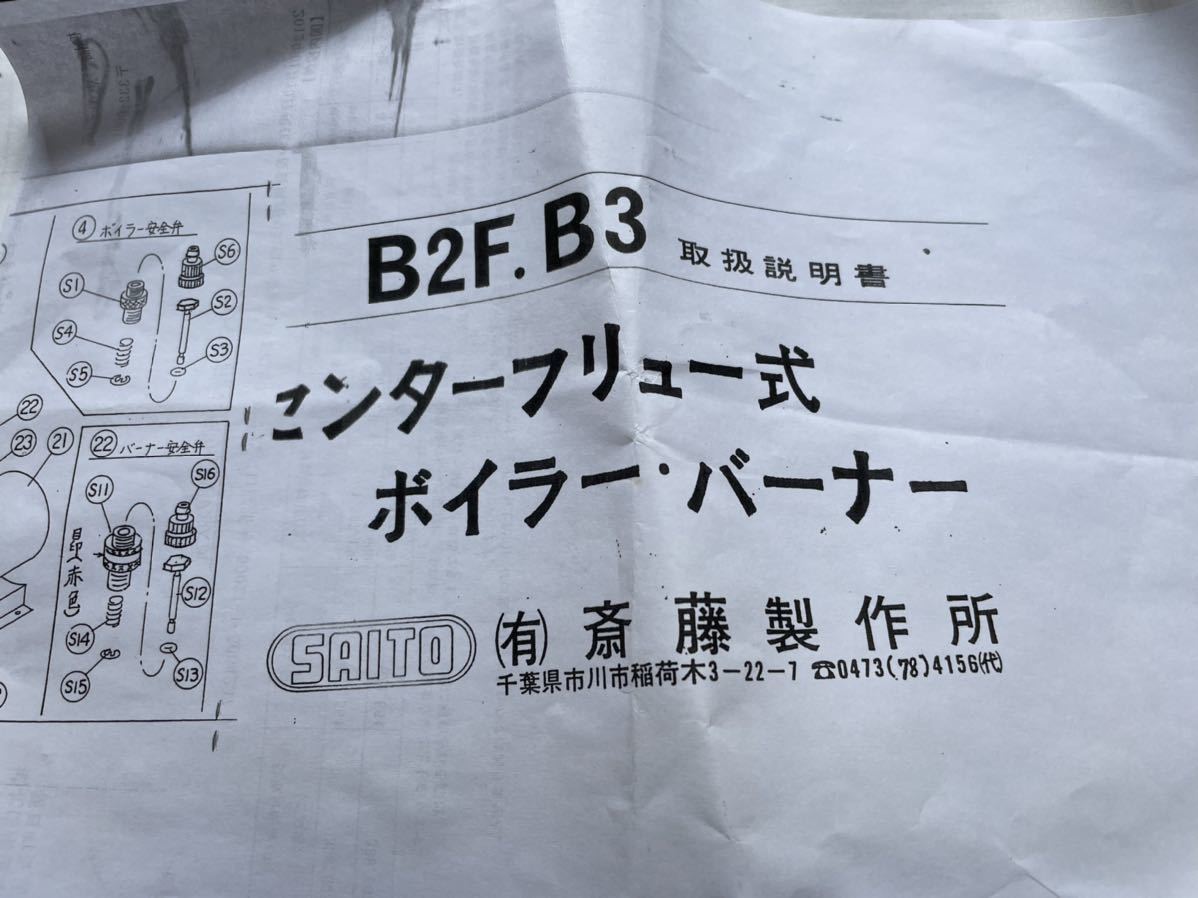 ④ ボイラー安全弁
S1
S6
S2
S4
S3
S5
22
23
21
㉒ バーナー安全弁
S11
S16
赤色
S12
S14
S13
S15
B2F.B3 取扱説明書
センターフリュー式
ボイラー・バーナー
SAITO
(有)斎藤製作所
千葉県市川市稲荷木3-22-7 ☎0473(78)4156(代)